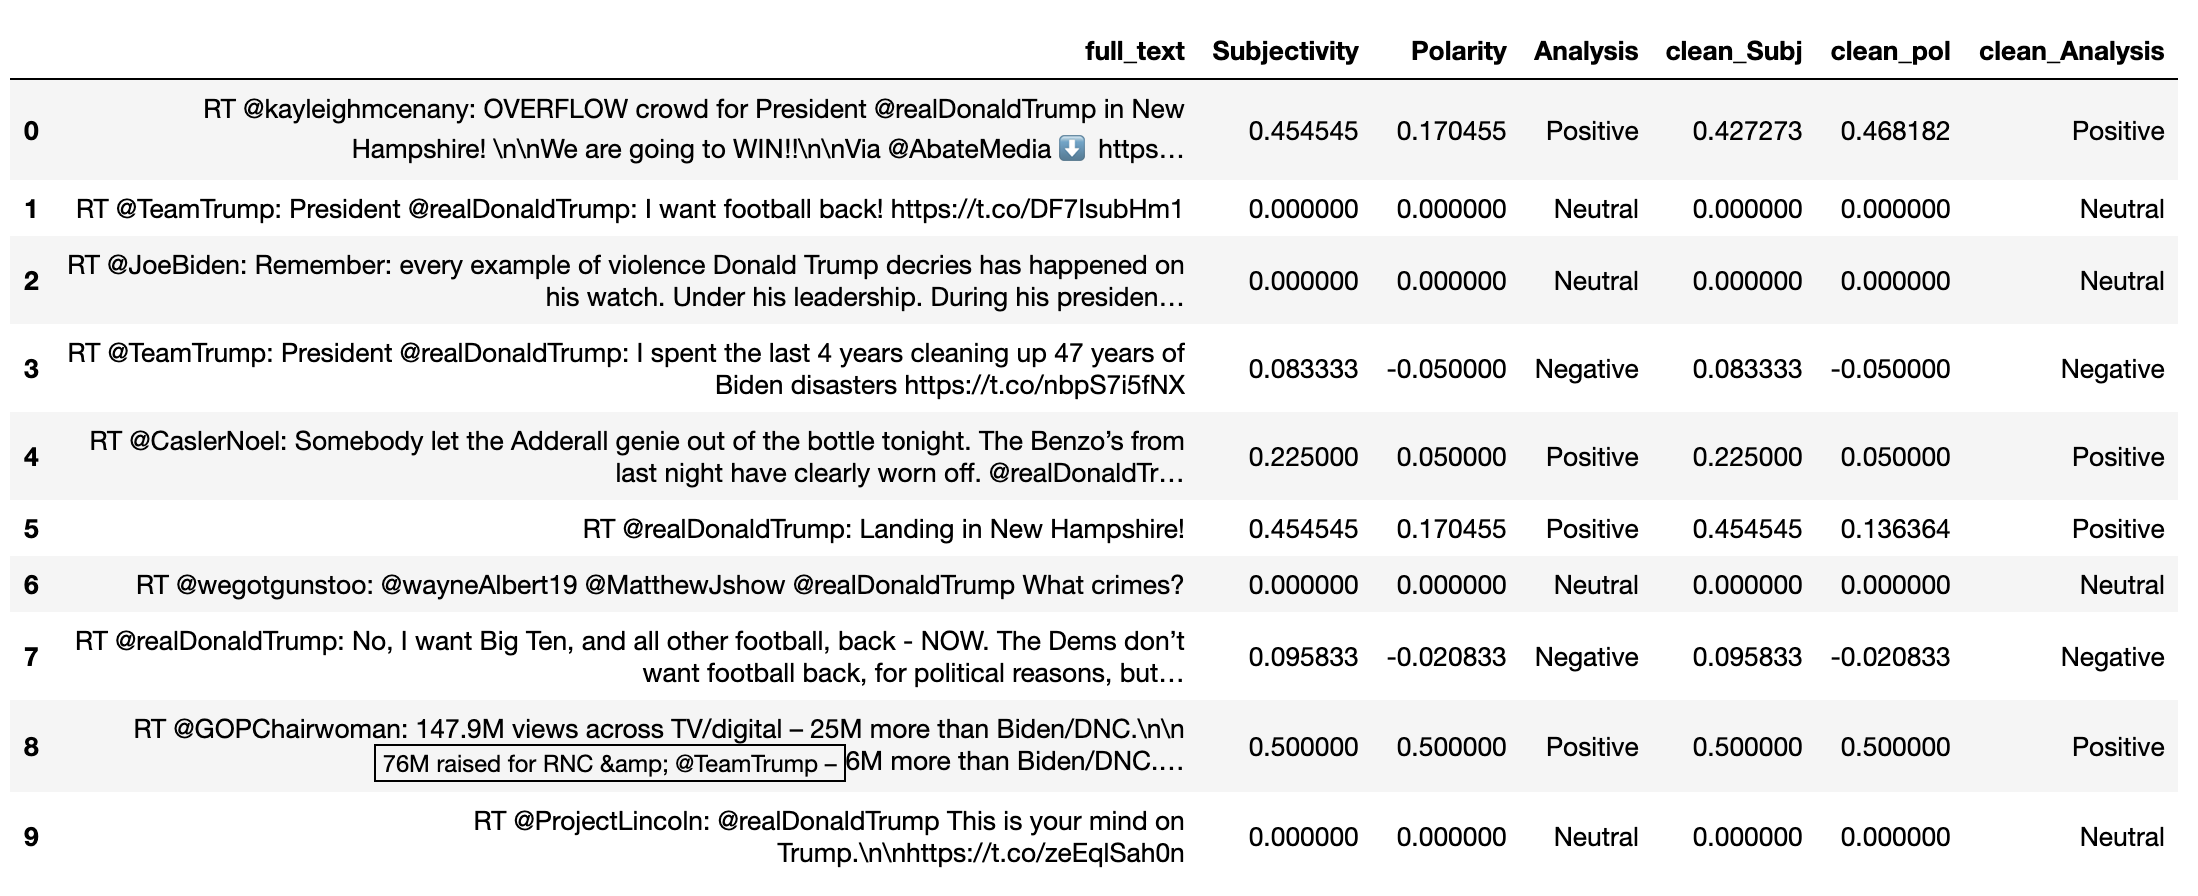 full_text Subjectivity Polarity Analysis clean_Subj clean_pol clean_Analysis
0 RT @kayleighmcenany: OVERFLOW crowd for President @realDonaldTrump in New
Hampshire! \n\nWe are going to WIN!!\n\nVia @AbateMedia ⬇️ https… 0.454545 0.170455 Positive 0.427273 0.468182 Positive
1 RT @TeamTrump: President @realDonaldTrump: I want football back! https://t.co/DF7IsubHm1 0.000000 0.000000 Neutral 0.000000 0.000000 Neutral
2 RT @JoeBiden: Remember: every example of violence Donald Trump decries has happened on
his watch. Under his leadership. During his presiden… 0.000000 0.000000 Neutral 0.000000 0.000000 Neutral
3 RT @TeamTrump: President @realDonaldTrump: I spent the last 4 years cleaning up 47 years of
Biden disasters https://t.co/nbpS7i5fNX 0.083333 -0.050000 Negative 0.083333 -0.050000 Negative
4 RT @CaslerNoel: Somebody let the Adderall genie out of the bottle tonight. The Benzo’s from
last night have clearly worn off. @realDonaldTr… 0.225000 0.050000 Positive 0.225000 0.050000 Positive
5 RT @realDonaldTrump: Landing in New Hampshire! 0.454545 0.170455 Positive 0.454545 0.136364 Positive
6 RT @wegotgunstoo: @wayneAlbert19 @MatthewJshow @realDonaldTrump What crimes? 0.000000 0.000000 Neutral 0.000000 0.000000 Neutral
7 RT @realDonaldTrump: No, I want Big Ten, and all other football, back - NOW. The Dems don’t
want football back, for political reasons, but… 0.095833 -0.020833 Negative 0.095833 -0.020833 Negative
8 RT @GOPChairwoman: 147.9M views across TV/digital – 25M more than Biden/DNC.\n\n
76M raised for RNC &amp; @TeamTrump – 6M more than Biden/DNC.… 0.500000 0.500000 Positive 0.500000 0.500000 Positive
9 RT @ProjectLincoln: @realDonaldTrump This is your mind on
Trump.\n\nhttps://t.co/zeEqlSah0n 0.000000 0.000000 Neutral 0.000000 0.000000 Neutral